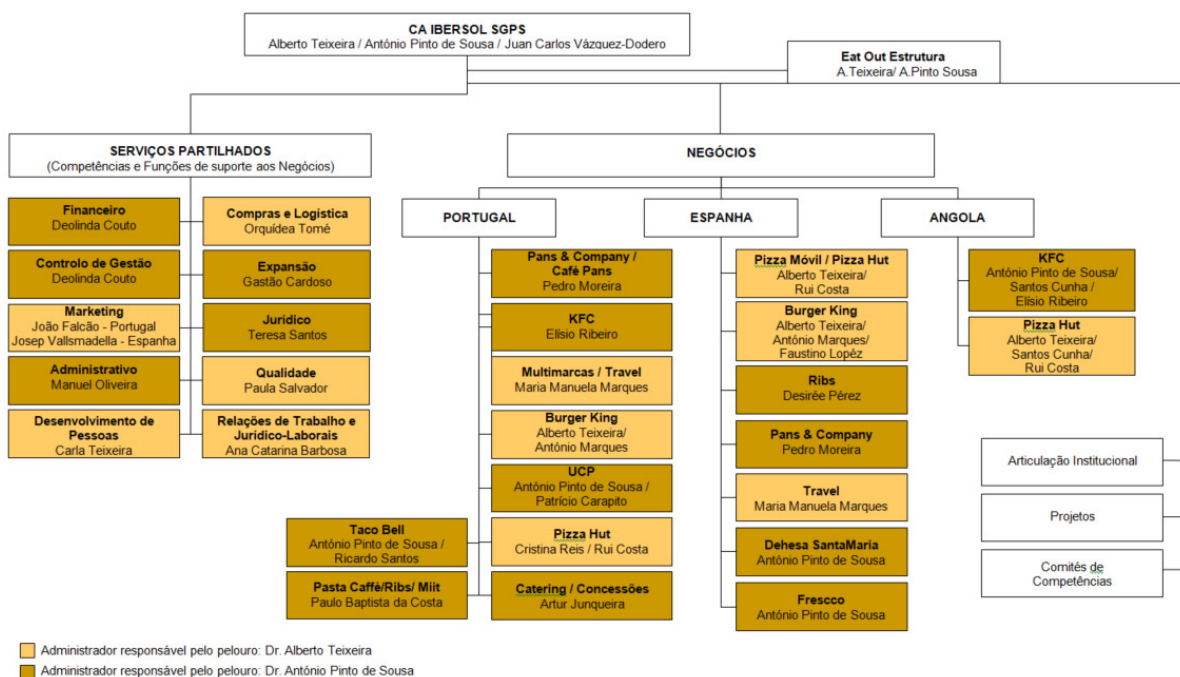 CA IBERSOL SGPS
Alberto Teixeira / António Pinto de Sousa / Juan Carlos Vázquez-Dodero
Eat Out Estrutura
A.Teixeira/ A.Pinto Sousa
SERVIÇOS PARTILHADOS
(Competências e Funções de suporte aos Negócios)
Financeiro
Deolinda Couto
Compras e Logística
Orquídea Tomé
Controlo de Gestão
Deolinda Couto
Expansão
Gastão Cardoso
Marketing
João Falcão - Portugal
Josep Vallsmadella - Espanha
Jurídico
Teresa Santos
Administrativo
Manuel Oliveira
Qualidade
Paula Salvador
Desenvolvimento de
Pessoas
Carla Teixeira
Relações de Trabalho e
Jurídico-Laborais
Ana Catarina Barbosa
NEGÓCIOS
PORTUGAL
Pans & Company /
Café Pans
Pedro Moreira
KFC
Elísio Ribeiro
Multimarcas / Travel
Maria Manuela Marques
Burger King
Alberto Teixeira/
António Marques
UCP
António Pinto de Sousa /
Patrício Carapito
Taco Bell
António Pinto de Sousa /
Ricardo Santos
Pizza Hut
Cristina Reis / Rui Costa
Pasta Caffé/Ribs/ Miit
Paulo Baptista da Costa
Catering / Concessões
Artur Junqueira
ESPANHA
Pizza Móvil / Pizza Hut
Alberto Teixeira/
Rui Costa
Burger King
Alberto Teixeira/
António Marques/
Faustino Lopéz
Ribs
Desirée Pérez
Pans & Company
Pedro Moreira
Travel
Maria Manuela Marques
Dehesa SantaMaria
António Pinto de Sousa
Frescco
António Pinto de Sousa
ANGOLA
KFC
António Pinto de Sousa/
Santos Cunha /
Elísio Ribeiro
Pizza Hut
Alberto Teixeira/
Santos Cunha/
Rui Costa
Articulação Institucional
Projetos
Comités de
Competências
Administrador responsável pelo pelouro: Dr. Alberto Teixeira
Administrador responsável pelo pelouro: Dr. António Pinto de Sousa